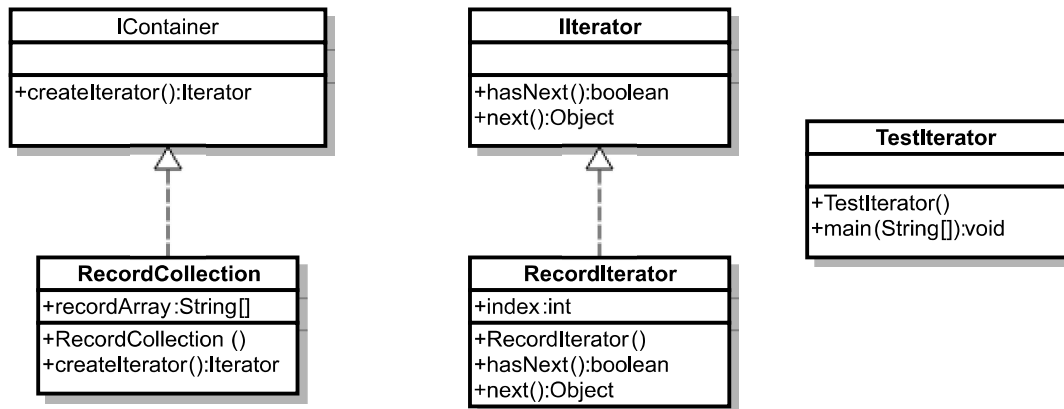 IContainer
+createIterator():Iterator
IIterator
+hasNext():boolean
+next():Object
TestIterator
+TestIterator()
+main(String[]):void
RecordCollection
+recordArray:String[]
+RecordCollection ()
+createIterator():Iterator
RecordIterator
+index:int
+RecordIterator()
+hasNext():boolean
+next():Object